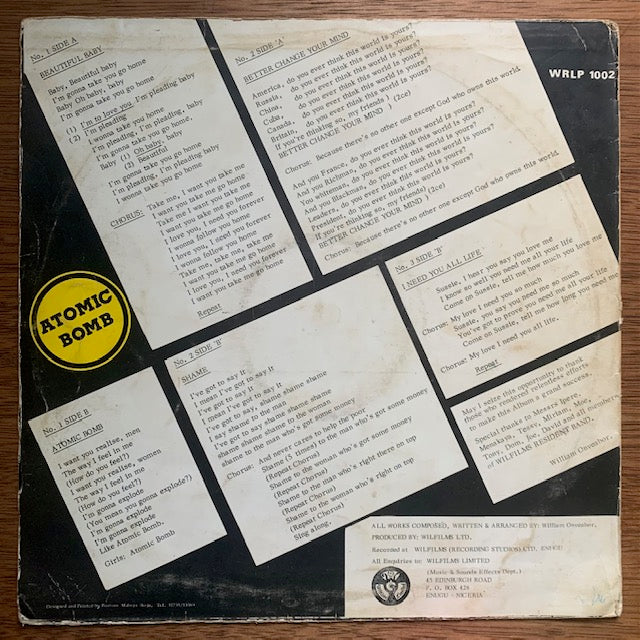 No. 1 SIDE A
BEAUTIFUL BABY
Baby, Beautiful baby
I'm gonna take you go home
Baby Oh baby, baby
I'm gonna take you go home
(1) I'm to love you, I'm pleading baby
(2) I'm pleading
I wonna take you home
I'm pleading, I'm pleading, baby
I'm pleading, I'm pleading, baby
Baby (1) Oh baby,
(2) Beautiful
I'm gonna take you go home
I'm pleading, I'm pleading baby
I wonna take you go home
CHORUS: Take me, I want you take me
I want you take me go home
Take me I want you take me
I want you take me go home
I love you, I need you forever
I wonna follow you home
I love you, I need you forever
I wonna follow you home
Take me, take me take me
I want you take me go home
I love you, I need you forever
I want you take me go home
Repeat
No. 2 SIDE 'A'
BETTER CHANGE YOUR MIND
America, do you ever think this world is yours?
Russia, do you ever think this world is yours?
China, do you ever think this world is yours?
Cuba, do you ever think this world is yours?
Canada, do you ever think this world is yours?
Britain, do you ever think this world is yours?
If you're thinking so, my friends ) (2ce)
BETTER CHANGE YOUR MIND )
Chorus: Because there's no other one except God who owns this world.
And you France, do you ever think this world is yours?
And you Richman, do you ever think this world is yours?
You whiteman, do you ever think this world is yours?
And you Blackman, do you ever think this world is yours?
Leaders, do you ever think this world is yours?
President, do you ever think this world is yours?
If you're thinking so, my friends( (2ce)
BETTER CHANGE YOUR MIND )
Chorus: Because there's no other one except God who owns this world.
WRLP 1002
No. 3 SIDE 'B'
I NEED YOU ALL LIFE
Sussie, I hear you say you love me
I know so well you need me all your life
Come on Sussie, tell me how much you love me
Chorus: My love I need you so much
Sussie, you say you need me so much
You've got to prove you need me all your life
Come on Sussie, tell me how long you need me
Chorus: My love I need you all life.
Repeat
ATOMIC
BOMB
No. 2 SIDE 'B'
SHAME
I've got to say it
I mean I've got to say it
I've got to say it
I mean I've got to say it
I've got to say, shame shame shame
I say shame to the man
I've got to say shame shame shame
shame shame shame to the woman
shame to the man who's got some money
Chorus: And never cares to help the poor.
Shame (5 times) to the man who's got some money
(Repeat Chorus)
Shame to the woman who's got some money
(Repeat Chorus)
Shame to the man who's right there on top
(Repeat Chorus)
Shame to the woman who's right on top
(Repeat Chorus)
Sing along.
No. 1 SIDE B
ATOMIC BOMB
I want you realise, men
The way I feel in me
(How do you feel?)
I want you realise, women
The way I feel in me
(How do you feel?)
I'm gonna explode
(You mean you gonna explode?)
I'm gonna explode
I'm gonna explode
Like Atomic Bomb.
Girls: Atomic Bomb
May I seize this opportunity to thank
those who rendered relentless efforts
to make this Album a grand success.
Special thanks to Messrs Ipere,
Menakaya, Tessy, Miriam, Moe,
Tony, Tom, Joe, David and all members
of WILFILMS RESIDENT BAND.
William Onyeabor.
ALL WORKS COMPOSED, WRITTEN & ARRANGED BY: William Onyeabor,
PRODUCED BY: WILFILMS LTD.
Recorded at WILFILMS (RECORDING STUDIOS) LTD. ENUGU
All Enquiries to: WILFILMS LIMITED
(Music & Sounds Effects Dept.)
45 EDINBURGH ROAD
P. O. BOX 428
ENUGU - NIGERIA
Designed and Printed by